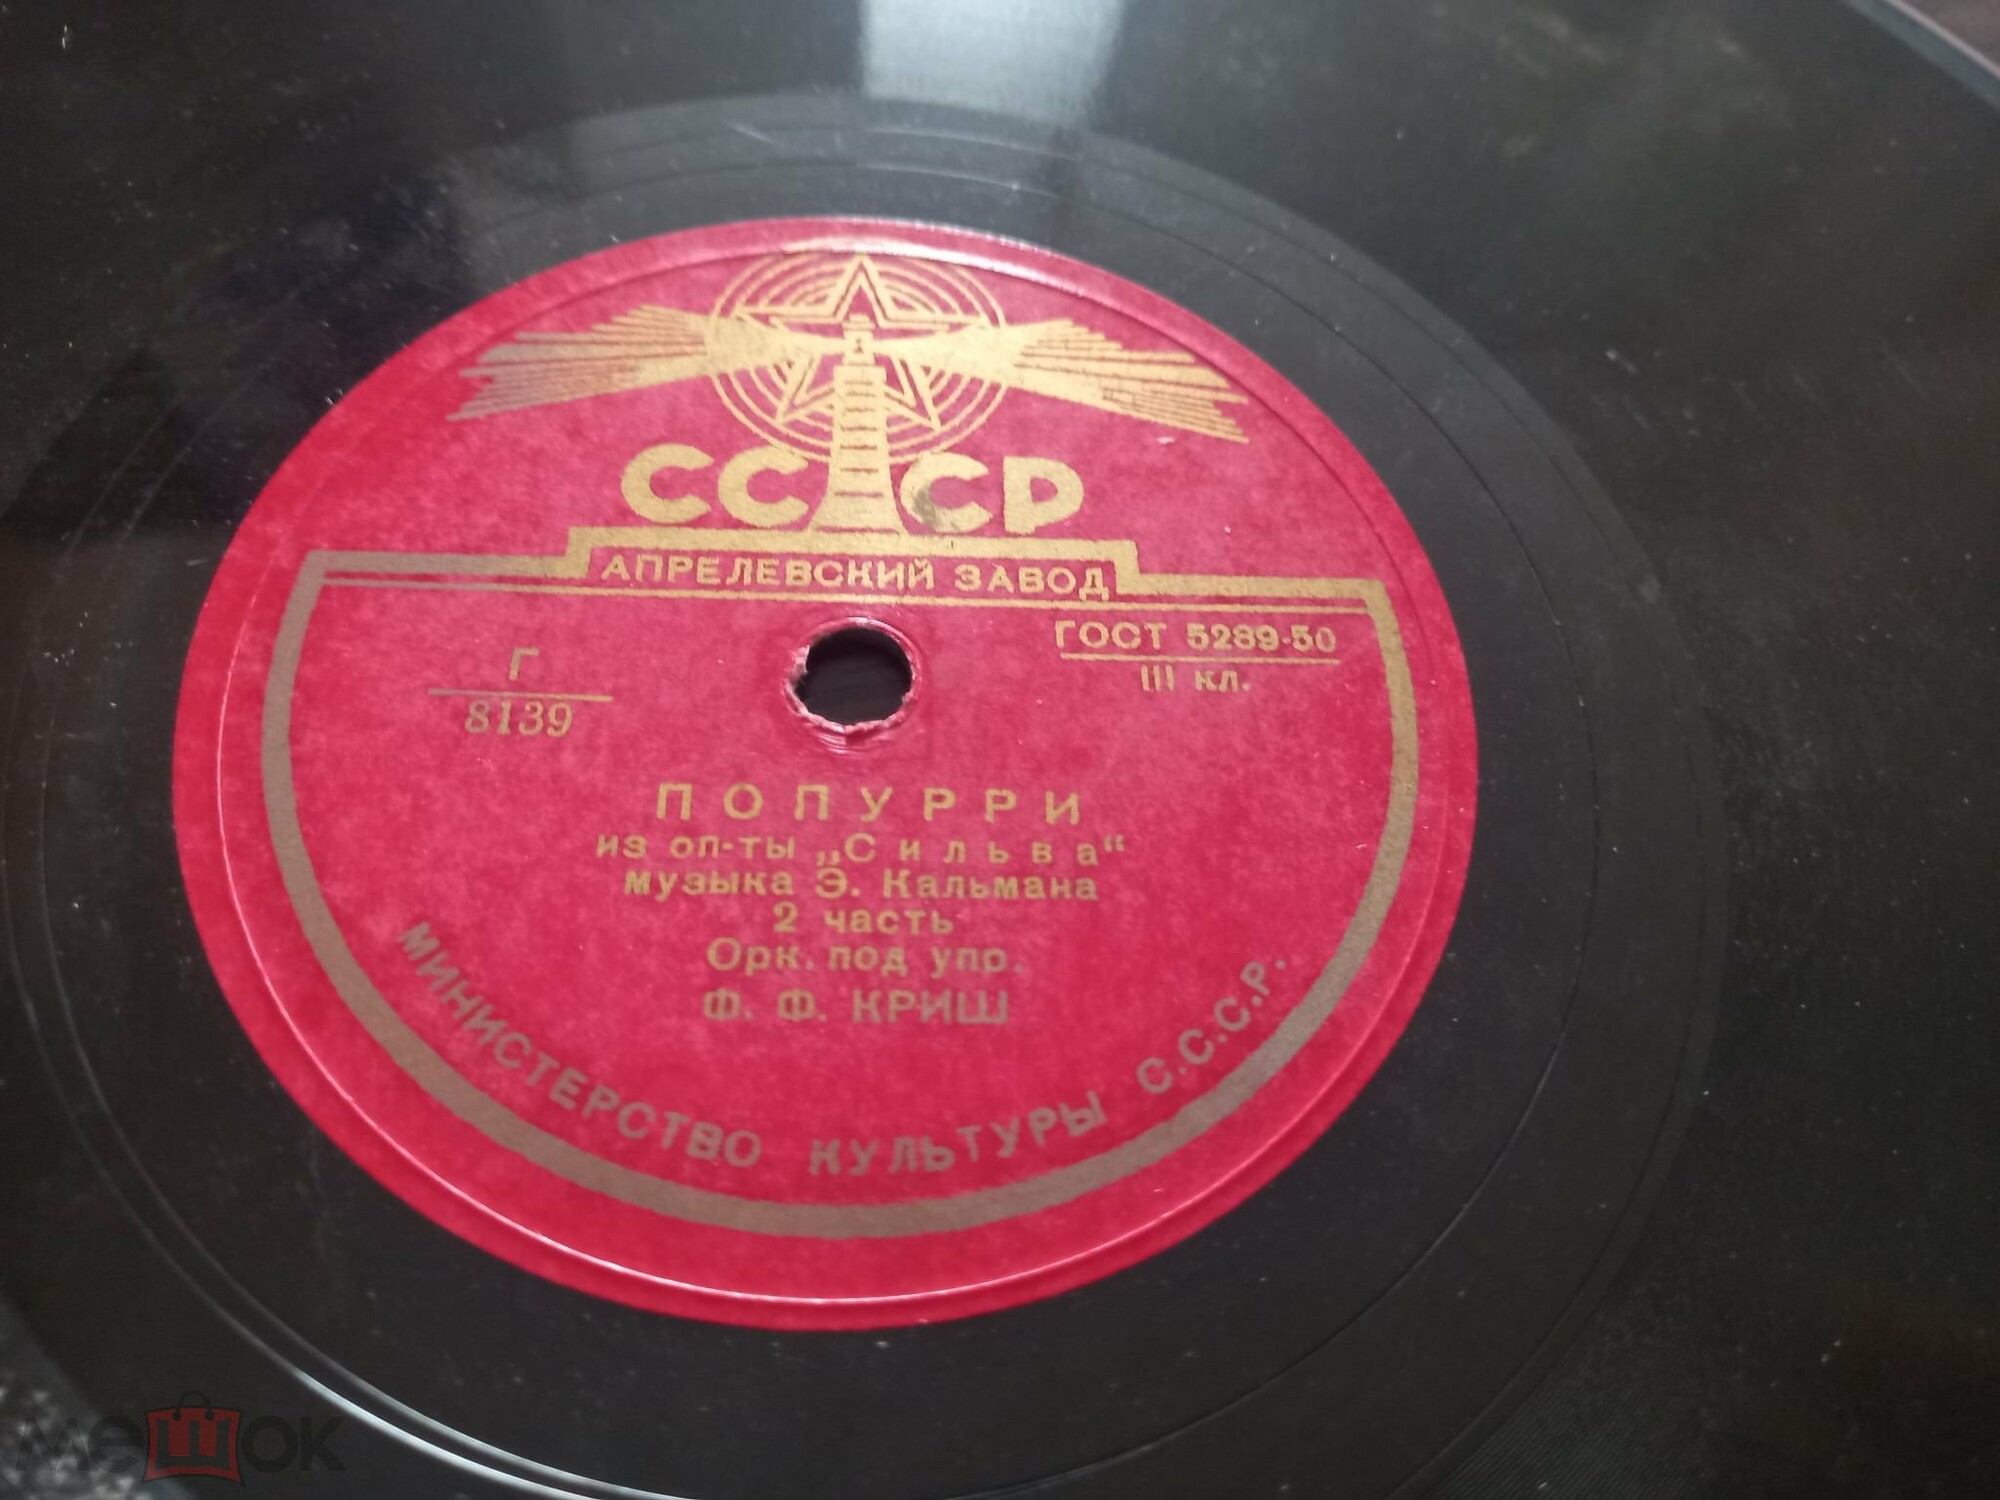 СССР
АПРЕЛЕВСКИЙ ЗАВОД
ГОСТ 5289-50
III кл.
Г
8139
ПОПУРРИ
из оп-ты „Сильва“
музыка Э. Кальмана
2 часть
Орк. под упр.
Ф. Ф. КРИШ
МИНИСТЕРСТВО КУЛЬТУРЫ С.С.С.Р.
мешок